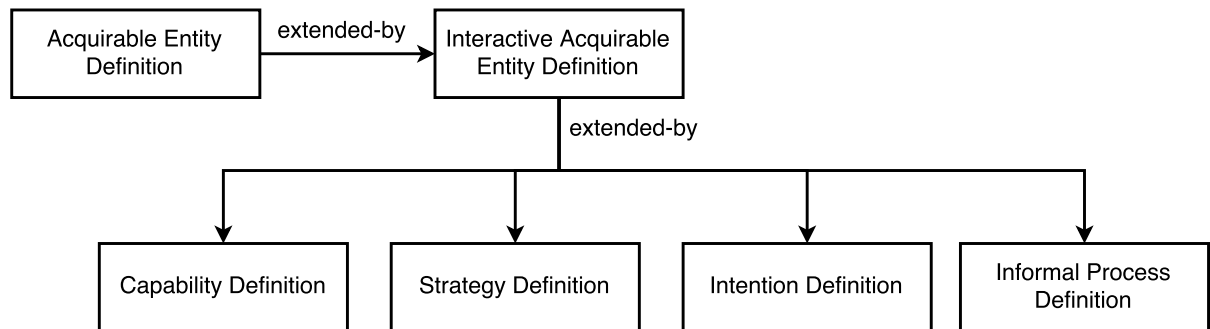 Acquirable Entity
Definition
extended-by
Interactive Acquirable
Entity Definition
extended-by
Capability Definition
Strategy Definition
Intention Definition
Informal Process
Definition